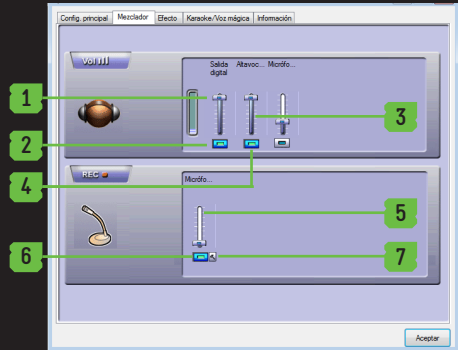 Config. principal Mezclador Efecto Karaoke/Voz mágica Información
Vol
Salida digital Altavoc... Micrófo...
1
2
3
4
REC
Micrófo...
5
6
7
Aceptar